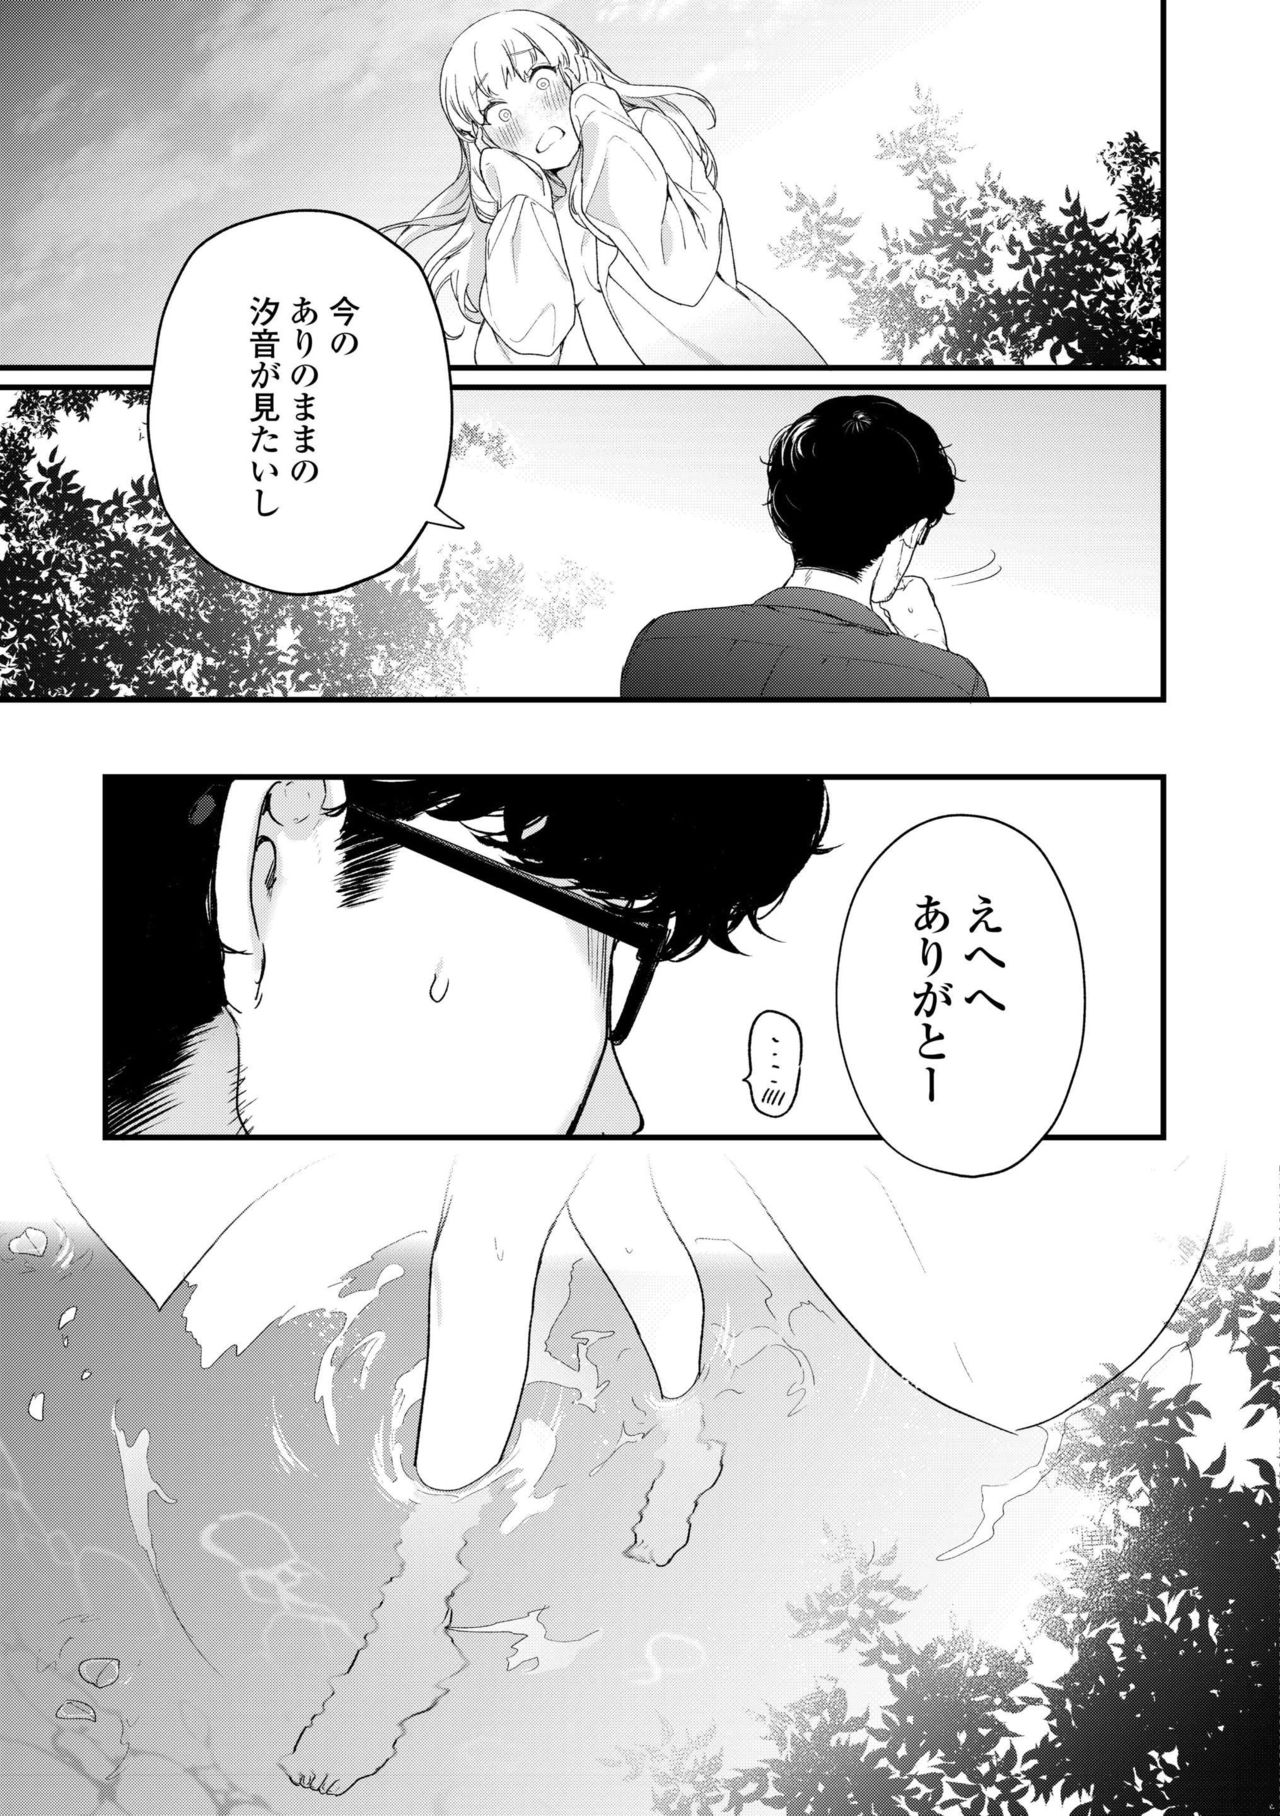 今の
ありのままの
汐音が見たいし
えへへ
ありがとー
……